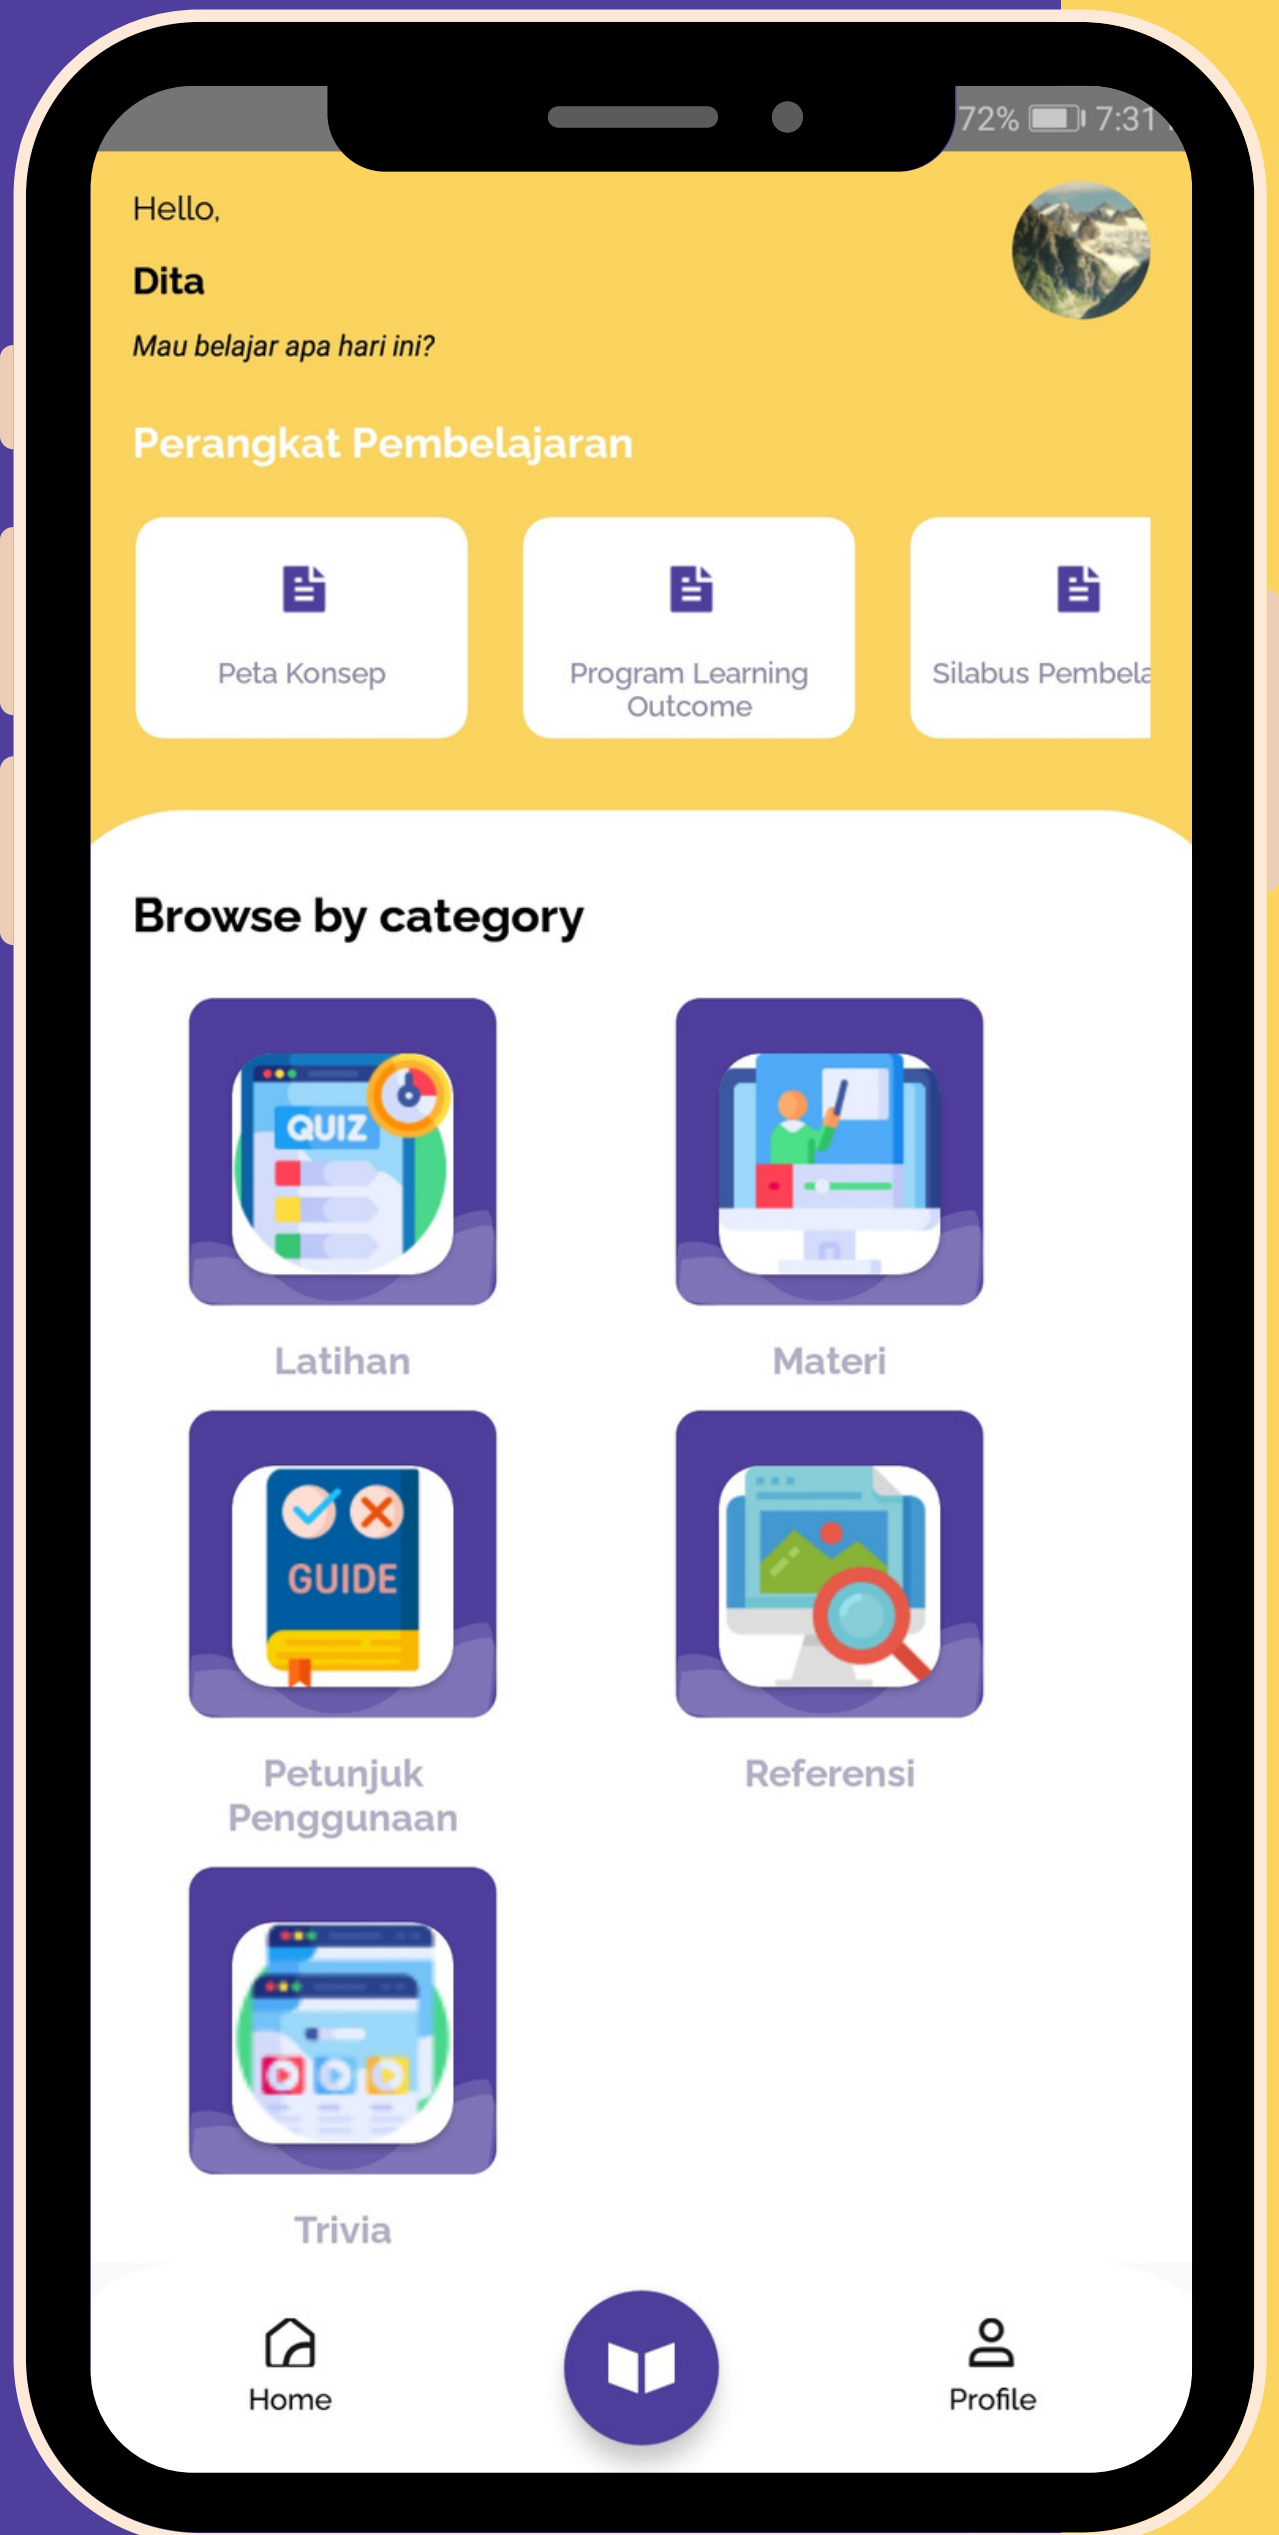 72% 7:31
Hello,
Dita
Mau belajar apa hari ini?
Perangkat Pembelajaran
Peta Konsep
Program Learning
Outcome
Silabus
Browse by category
QUIZ
Latihan
Materi
GUIDE
Petunjuk
Penggunaan
Referensi
Trivia
Home
Profile